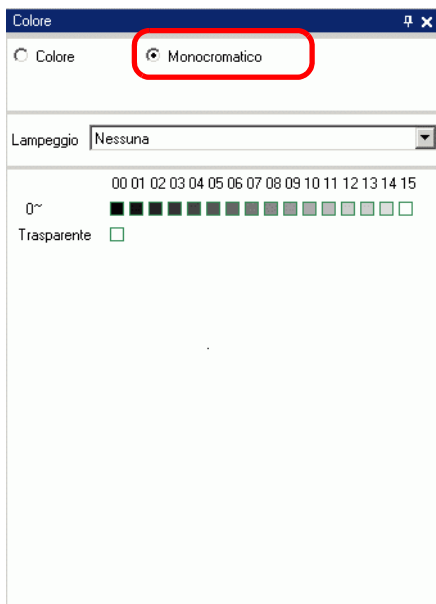 Colore
Colore Monocromatico
Lampeggio Nessuna
00 01 02 03 04 05 06 07 08 09 10 11 12 13 14 15
0~
Trasparente